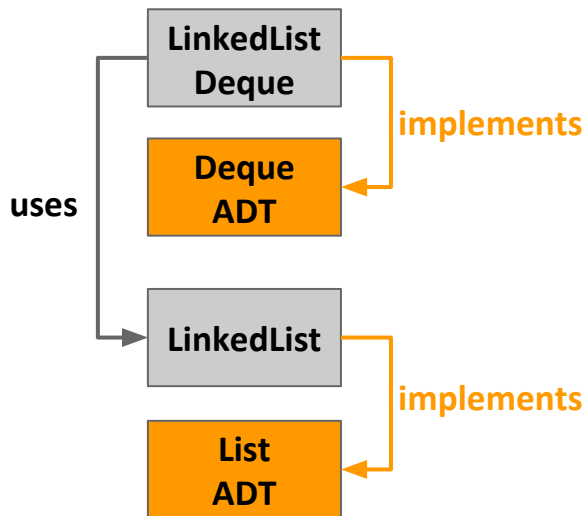 LinkedList
Deque
implements
Deque
ADT
uses
LinkedList
implements
List
ADT